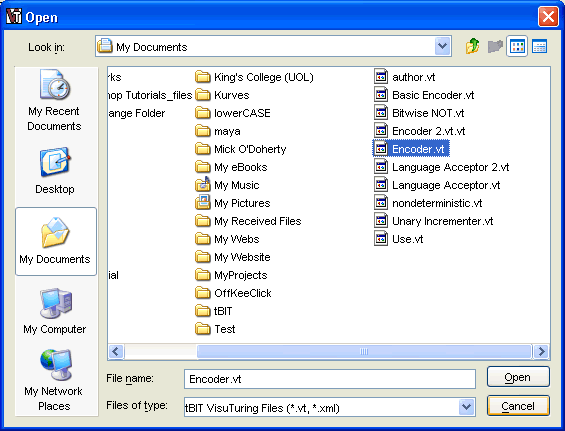 Open
Look in: My Documents
My Recent
Documents
Desktop
My Documents
My Computer
My Network
Places
rks
hop Tutorials_files
ange Folder
ial
King's College (UOL)
Kurves
lowerCASE
maya
Mick O'Doherty
My eBooks
My Music
My Pictures
My Received Files
My Webs
My Website
MyProjects
OffKeeClick
tBIT
Test
author.vt
Basic Encoder.vt
Bitwise NOT.vt
Encoder 2.vt.vt
Encoder.vt
Language Acceptor 2.vt
Language Acceptor.vt
nondeterministic.vt
Unary Incrementer.vt
Use.vt
File name: Encoder.vt Open
Files of type: tBIT VisuTuring Files (*.vt, *.xml) Cancel